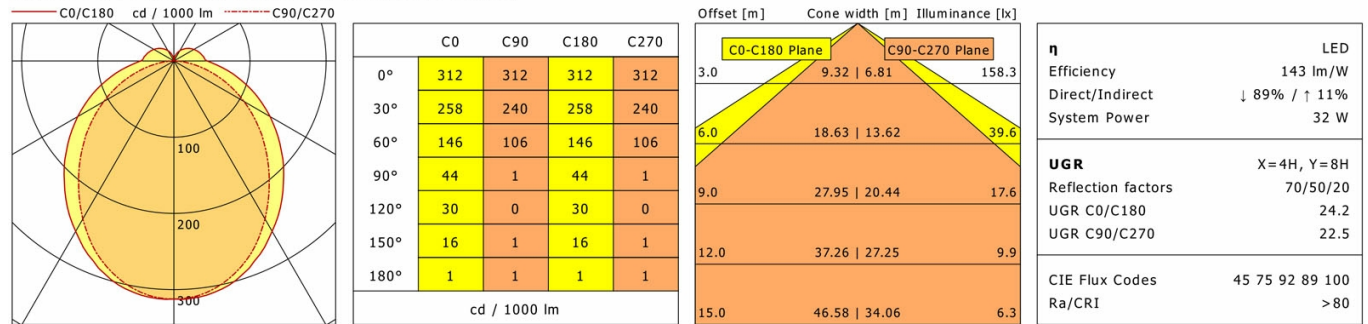 C0/C180 cd / 1000 lm C90/C270
100
200
300
C0 C90 C180 C270
0° 312 312 312 312
30° 258 240 258 240
60° 146 106 146 106
90° 44 1 44 1
120° 30 0 30 0
150° 16 1 16 1
180° 1 1 1 1
cd / 1000 lm
Offset [m] Cone width [m] Illuminance [lx]
C0-C180 Plane C90-C270 Plane
3.0 9.32 | 6.81 158.3
6.0 18.63 | 13.62 39.6
9.0 27.95 | 20.44 17.6
12.0 37.26 | 27.25 9.9
15.0 46.58 | 34.06 6.3
η LED
Efficiency 143 lm/W
Direct/Indirect ↓ 89% / ↑ 11%
System Power 32 W
UGR X=4H, Y=8H
Reflection factors 70/50/20
UGR C0/C180 24.2
UGR C90/C270 22.5
CIE Flux Codes 45 75 92 89 100
Ra/CRI >80